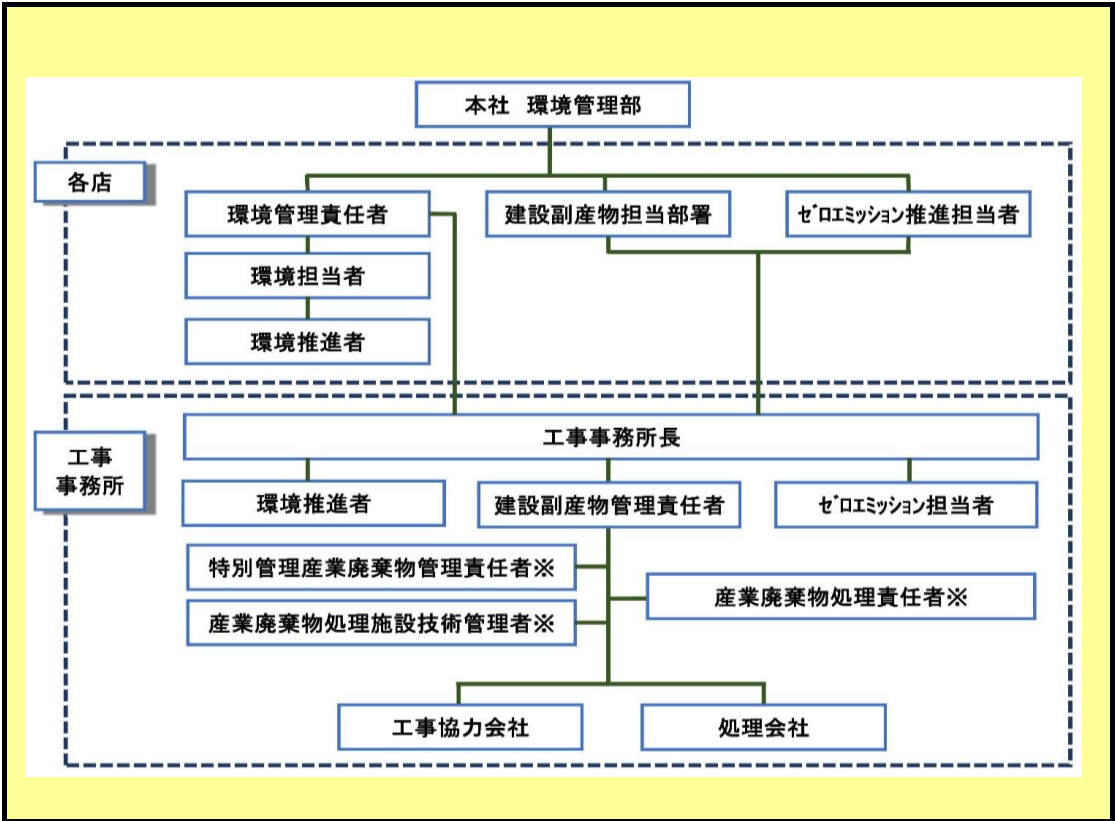 本社　環境管理部
各店
環境管理責任者
建設副産物担当部署
ｾﾞﾛｴﾐｯｼｮﾝ推進担当者
環境担当者
環境推進者
工事事務所長
工事
事務所
環境推進者
建設副産物管理責任者
ｾﾞﾛｴﾐｯｼｮﾝ担当者
特別管理産業廃棄物管理責任者※
産業廃棄物処理責任者※
産業廃棄物処理施設技術管理者※
工事協力会社
処理会社